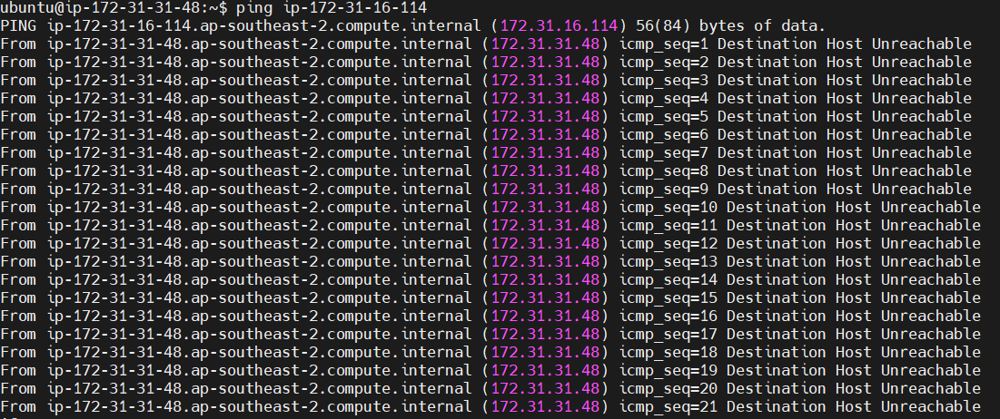 ubuntu@ip-172-31-31-48:~$ ping ip-172-31-16-114
PING ip-172-31-16-114.ap-southeast-2.compute.internal (172.31.16.114) 56(84) bytes of data.
From ip-172-31-31-48.ap-southeast-2.compute.internal (172.31.31.48) icmp_seq=1 Destination Host Unreachable
From ip-172-31-31-48.ap-southeast-2.compute.internal (172.31.31.48) icmp_seq=2 Destination Host Unreachable
From ip-172-31-31-48.ap-southeast-2.compute.internal (172.31.31.48) icmp_seq=3 Destination Host Unreachable
From ip-172-31-31-48.ap-southeast-2.compute.internal (172.31.31.48) icmp_seq=4 Destination Host Unreachable
From ip-172-31-31-48.ap-southeast-2.compute.internal (172.31.31.48) icmp_seq=5 Destination Host Unreachable
From ip-172-31-31-48.ap-southeast-2.compute.internal (172.31.31.48) icmp_seq=6 Destination Host Unreachable
From ip-172-31-31-48.ap-southeast-2.compute.internal (172.31.31.48) icmp_seq=7 Destination Host Unreachable
From ip-172-31-31-48.ap-southeast-2.compute.internal (172.31.31.48) icmp_seq=8 Destination Host Unreachable
From ip-172-31-31-48.ap-southeast-2.compute.internal (172.31.31.48) icmp_seq=9 Destination Host Unreachable
From ip-172-31-31-48.ap-southeast-2.compute.internal (172.31.31.48) icmp_seq=10 Destination Host Unreachable
From ip-172-31-31-48.ap-southeast-2.compute.internal (172.31.31.48) icmp_seq=11 Destination Host Unreachable
From ip-172-31-31-48.ap-southeast-2.compute.internal (172.31.31.48) icmp_seq=12 Destination Host Unreachable
From ip-172-31-31-48.ap-southeast-2.compute.internal (172.31.31.48) icmp_seq=13 Destination Host Unreachable
From ip-172-31-31-48.ap-southeast-2.compute.internal (172.31.31.48) icmp_seq=14 Destination Host Unreachable
From ip-172-31-31-48.ap-southeast-2.compute.internal (172.31.31.48) icmp_seq=15 Destination Host Unreachable
From ip-172-31-31-48.ap-southeast-2.compute.internal (172.31.31.48) icmp_seq=16 Destination Host Unreachable
From ip-172-31-31-48.ap-southeast-2.compute.internal (172.31.31.48) icmp_seq=17 Destination Host Unreachable
From ip-172-31-31-48.ap-southeast-2.compute.internal (172.31.31.48) icmp_seq=18 Destination Host Unreachable
From ip-172-31-31-48.ap-southeast-2.compute.internal (172.31.31.48) icmp_seq=19 Destination Host Unreachable
From ip-172-31-31-48.ap-southeast-2.compute.internal (172.31.31.48) icmp_seq=20 Destination Host Unreachable
From ip-172-31-31-48.ap-southeast-2.compute.internal (172.31.31.48) icmp_seq=21 Destination Host Unreachable